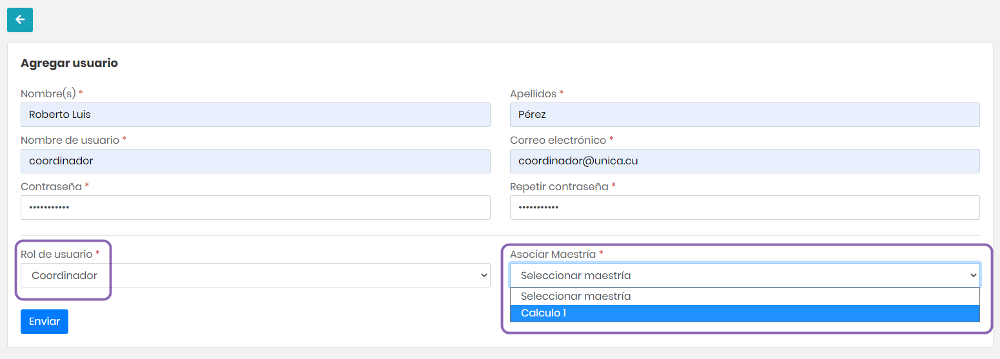 Agregar usuario
Nombre(s) *
Apellidos *
Roberto Luis
Pérez
Nombre de usuario *
Correo electrónico *
coordinador
coordinador@unica.cu
Contraseña *
Repetir contraseña *
•••••••••••
•••••••••••
Rol de usuario *
Asociar Maestría *
Coordinador
Seleccionar maestría
Seleccionar maestría
Calculo 1
Enviar